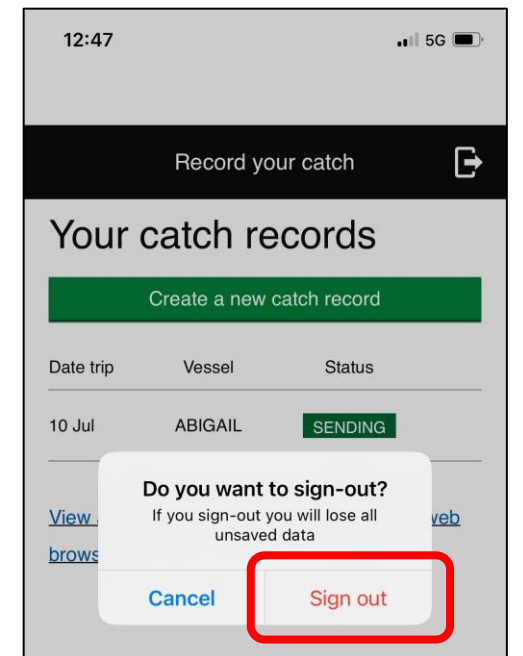 12:47 5G
Record your catch
Your catch records
Create a new catch record
Date trip Vessel Status
10 Jul ABIGAIL SENDING
Do you want to sign-out?
If you sign-out you will lose all
unsaved data
View web
brows
Cancel Sign out